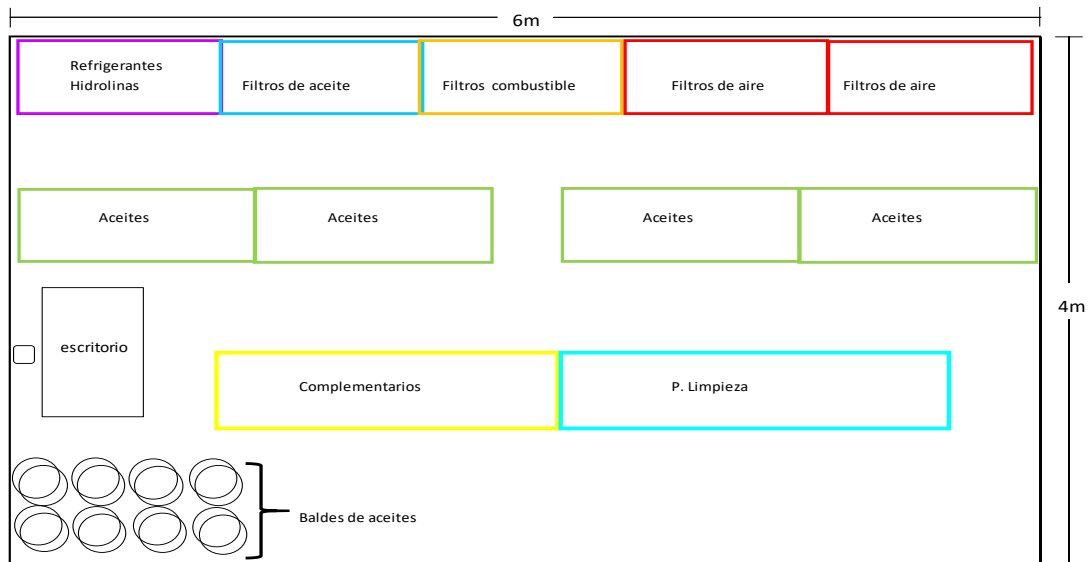 6m
Refrigerantes
Hidrolinas
Filtros de aceite
Filtros combustible
Filtros de aire
Filtros de aire
Aceites
Aceites
Aceites
Aceites
4m
escritorio
Complementarios
P. Limpieza
Baldes de aceites